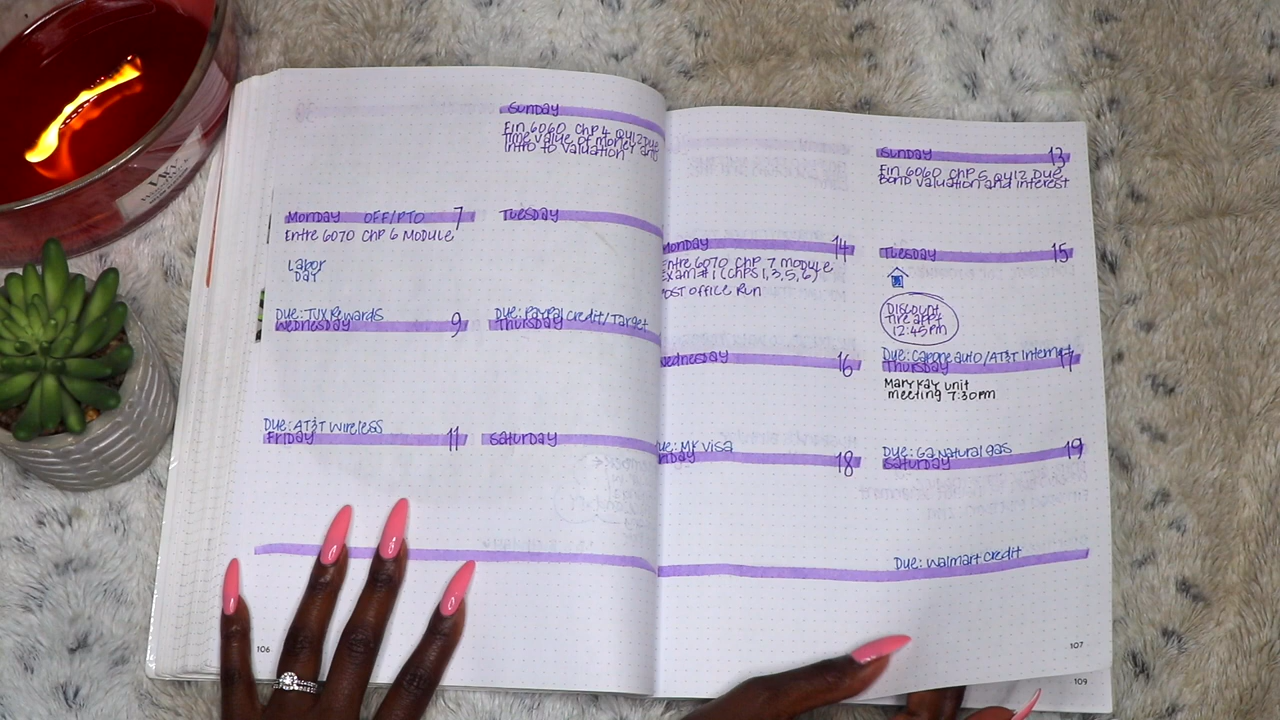 Sunday
Fin 6060 Chp 4 Quiz Due
Time value of money and
Intro to Valuation
Monday OFF/PTO 7
Entre 6070 Chp 6 Module
Labor
Day
Tuesday
Due: TJX Rewards
Wednesday 9
Due: PayPal Credit/Target
Thursday
Due: AT&T Wireless
Friday 11
Saturday
106
Sunday 13
Fin 6060 Chp 5 Quiz Due
Bond valuation and interest
Monday 14
Entre 6070 Chp 7 Module
Exam #1 (Chps 1, 3, 5, 6)
Post Office Run
Tuesday 15
Discount
Tire appt
12:45pm
Wednesday 16
Due: Cap one auto/AT&T Internet
Thursday 17
Mary Kay unit
meeting 7:30pm
Due: MK Visa
Friday 18
Due: Ga Natural Gas
Saturday 19
Due: Walmart credit
107
109